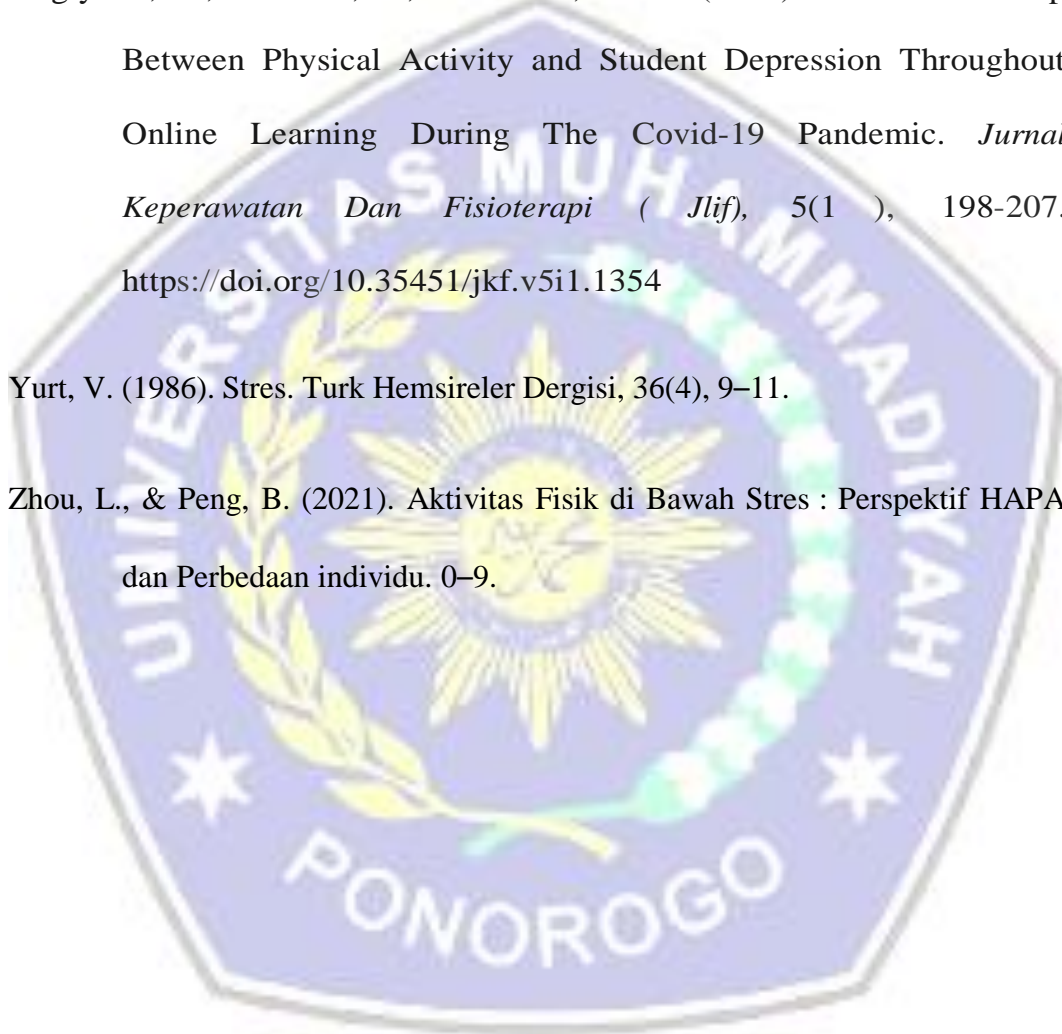 Between Physical Activity and Student Depression Throughout
Online Learning During The Covid-19 Pandemic. Jurnal
Keperawatan Dan Fisioterapi ( Jlif), 5(1 ), 198-207.
https://doi.org/10.35451/jkf.v5i1.1354
Yurt, V. (1986). Stres. Turk Hemsireler Dergisi, 36(4), 9–11.
Zhou, L., & Peng, B. (2021). Aktivitas Fisik di Bawah Stres : Perspektif HAPA
dan Perbedaan individu. 0–9.
UNIVERSITAS MUHAMMADIYAH
PONOROGO